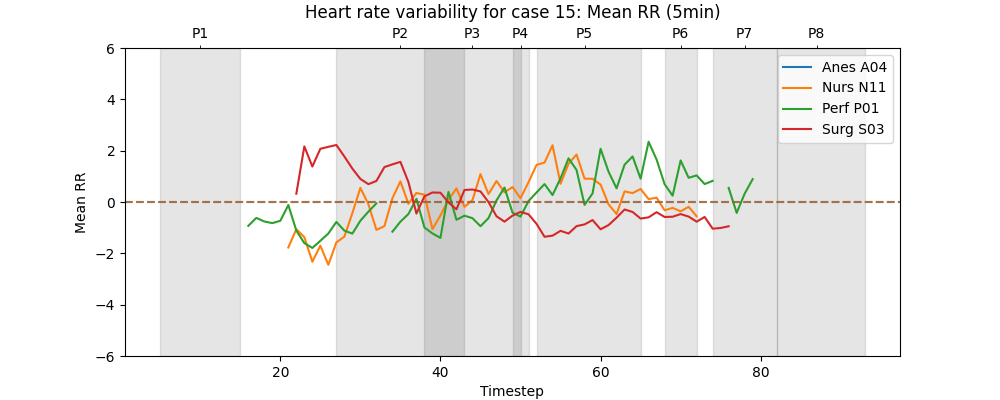 Heart rate variability for case 15: Mean RR (5min)
P1 P2 P3 P4 P5 P6 P7 P8
Anes A04
Nurs N11
Perf P01
Surg S03
Mean RR
6
4
2
0
−2
−4
−6
20 40 60 80
Timestep